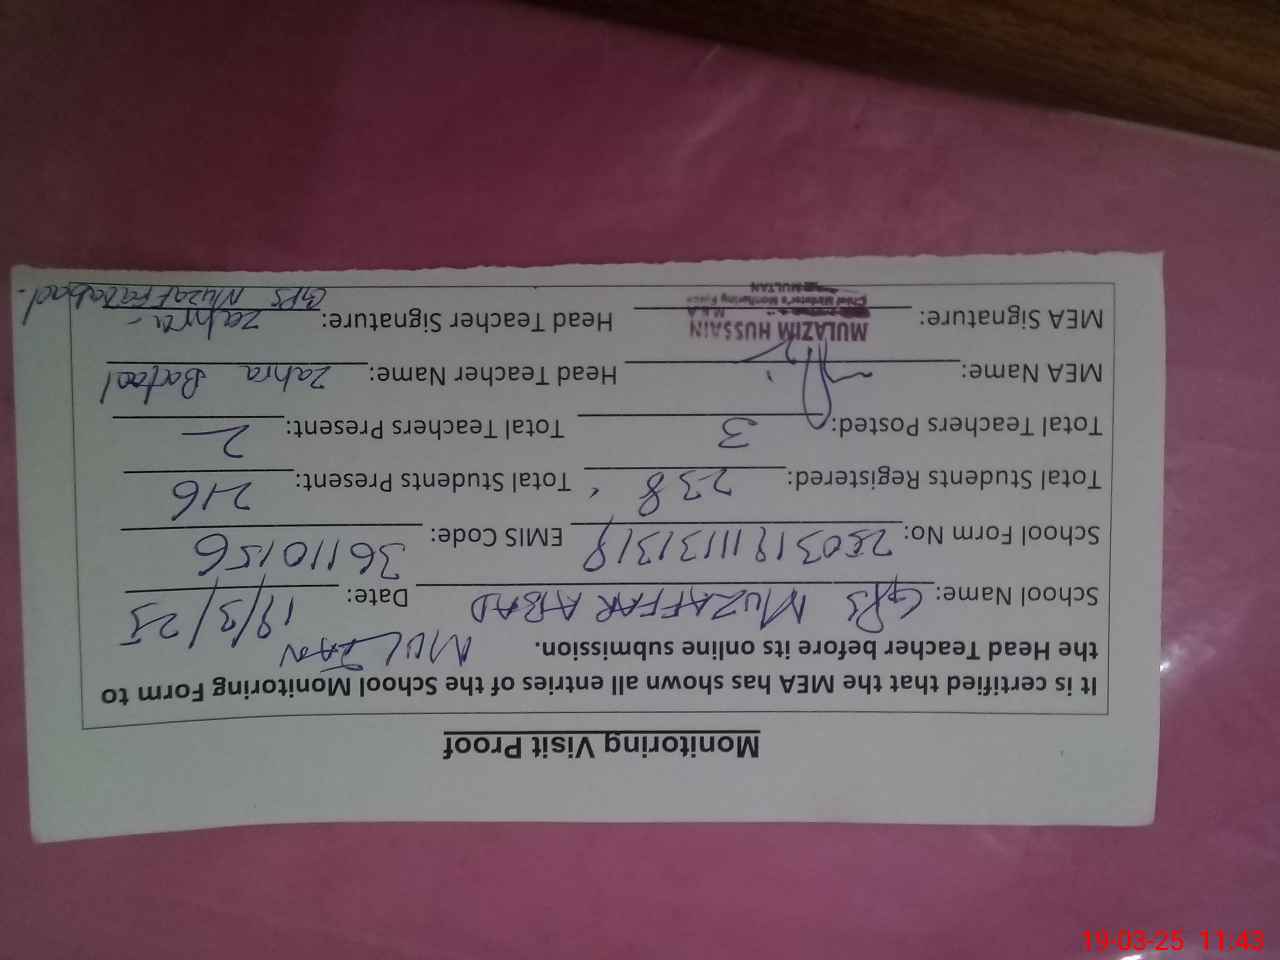 Monitoring Visit Proof
It is certified that the MEA has shown all entries of the School Monitoring Form to
the Head Teacher before its online submission. MULTAN
School Name: GPS MUZAFFAR ABAD Date: 19/3/25
School Form No: EMIS Code: 36110156
Total Students Registered: 238 Total Students Present: 216
Total Teachers Posted: 3 Total Teachers Present: 2
MEA Name: Head Teacher Name: Zahra Batool
MEA Signature: Head Teacher Signature: Zahra
MULAZIM HUSSAIN
M.E.A
Chief Minister's Monitoring Force
MULTAN
GPS Muzaffarabad.
19-03-25 11:43